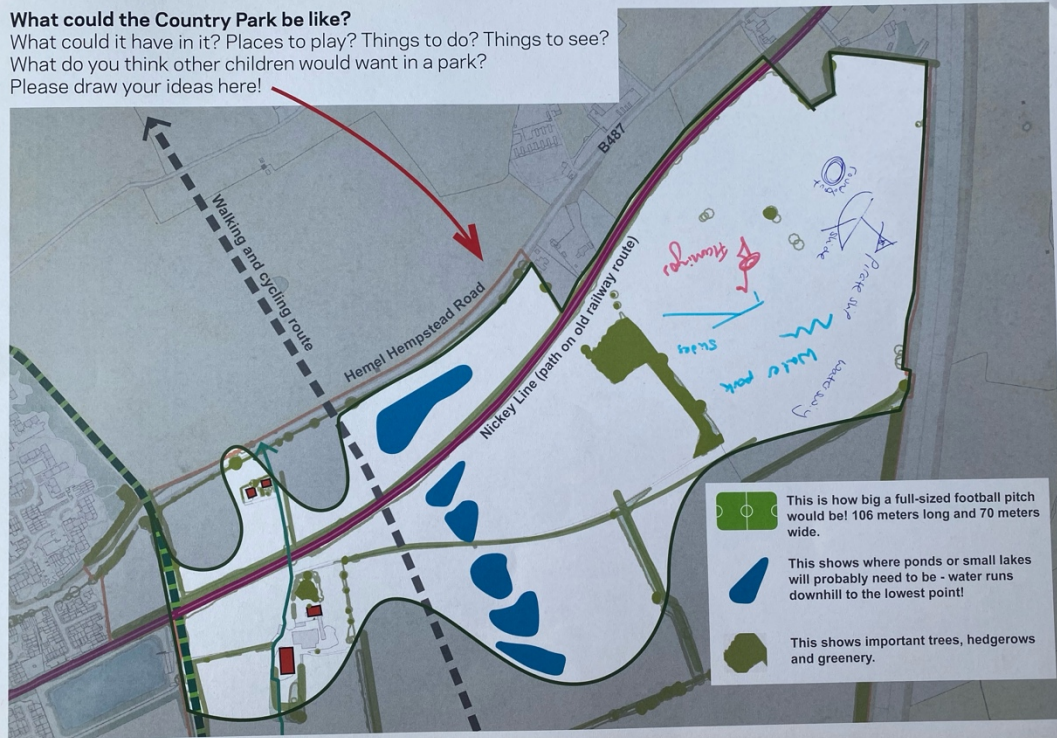 What could the Country Park be like?
What could it have in it? Places to play? Things to do? Things to see?
What do you think other children would want in a park?
Please draw your ideas here!
B487
Walking and cycling route
Hemel Hempstead Road
Nickey Line (path on old railway route)
flamingo
slide
Pirate ship
Slides
Water park
This is how big a full-sized football pitch
would be! 106 meters long and 70 meters
wide.
This shows where ponds or small lakes
will probably need to be - water runs
downhill to the lowest point!
This shows important trees, hedgerows
and greenery.